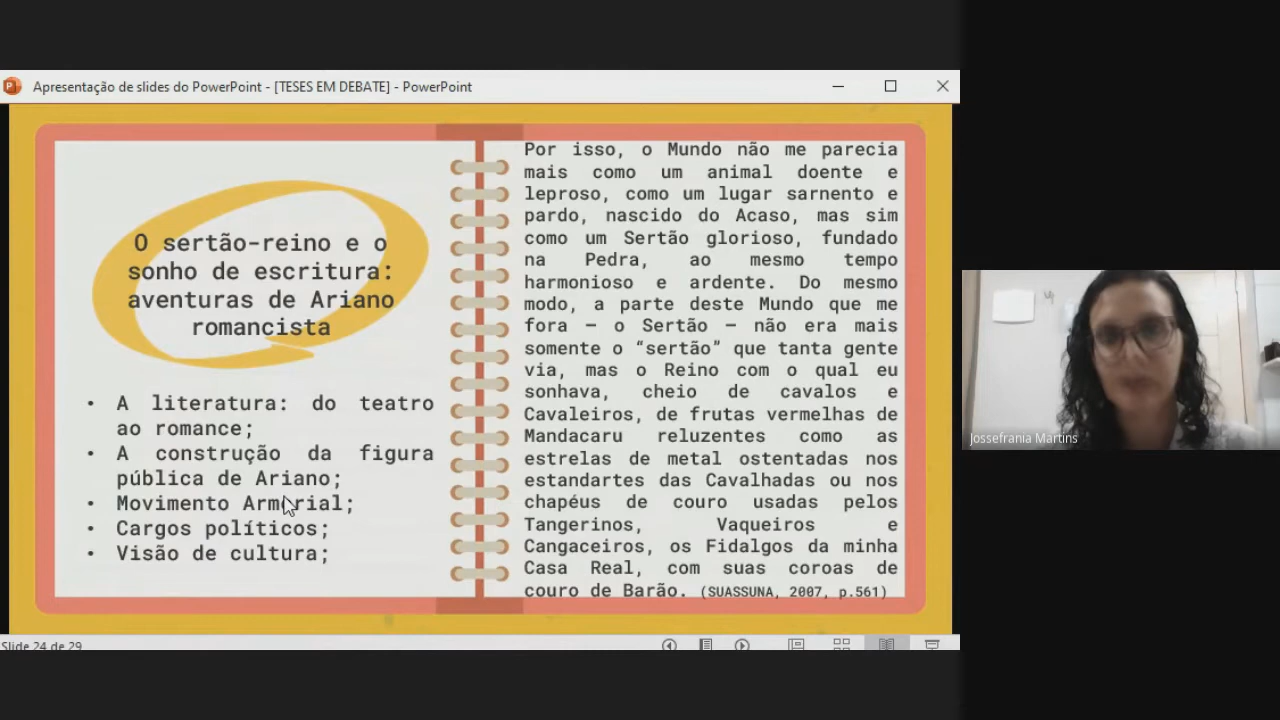 Apresentação de slides do PowerPoint - [TESES EM DEBATE] - PowerPoint
O sertão-reino e o
sonho de escritura:
aventuras de Ariano
romancista
• A literatura: do teatro
ao romance;
• A construção da figura
pública de Ariano;
• Movimento Armorial;
• Cargos políticos;
• Visão de cultura;
Por isso, o Mundo não me parecia
mais como um animal doente e
leproso, como um lugar sarnento e
pardo, nascido do Acaso, mas sim
como um Sertão glorioso, fundado
na Pedra, ao mesmo tempo
harmonioso e ardente. Do mesmo
modo, a parte deste Mundo que me
fora – o Sertão – não era mais
somente o “sertão” que tanta gente
via, mas o Reino com o qual eu
sonhava, cheio de cavalos e
Cavaleiros, de frutas vermelhas de
Mandacaru reluzentes como as
estrelas de metal ostentadas nos
estandartes das Cavalhadas ou nos
chapéus de couro usadas pelos
Tangerinos, Vaqueiros e
Cangaceiros, os Fidalgos da minha
Casa Real, com suas coroas de
couro de Barão. (SUASSUNA, 2007, p.561)
Slide 24 de 29
Jossefrania Martins